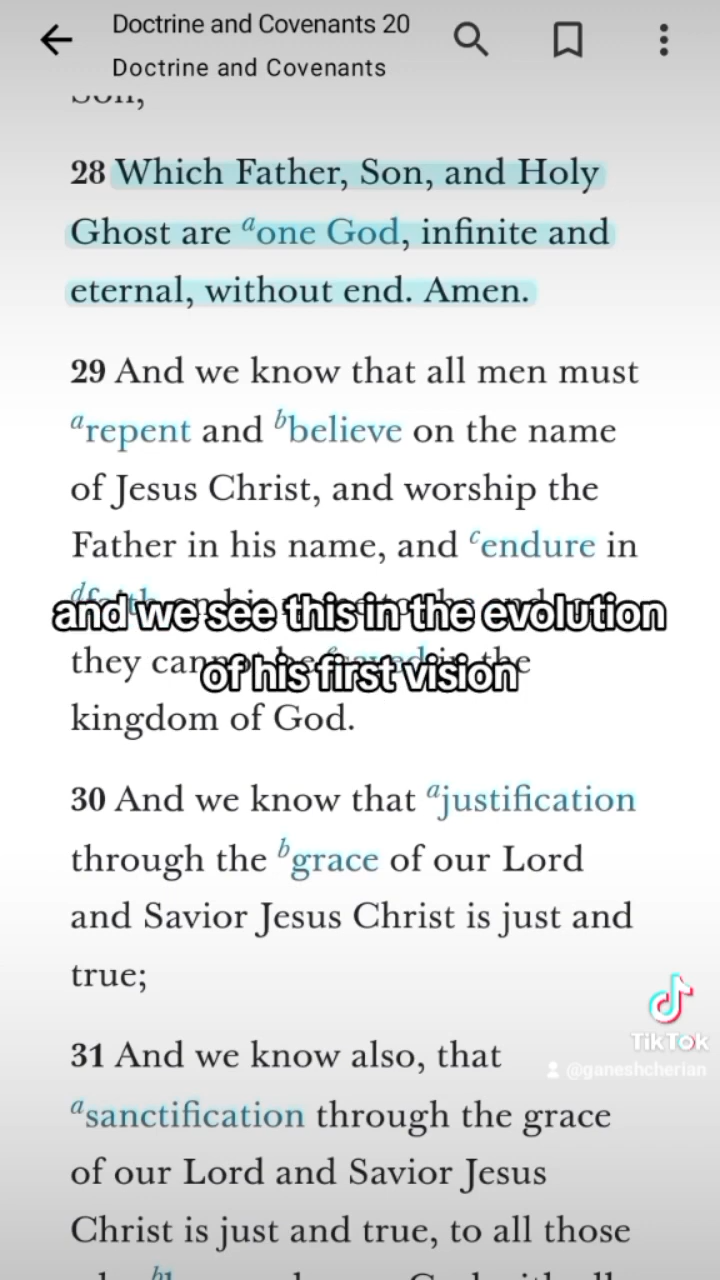 Doctrine and Covenants 20
Doctrine and Covenants
Son,
28 Which Father, Son, and Holy
Ghost are a one God, infinite and
eternal, without end. Amen.
29 And we know that all men must
a repent and b believe on the name
of Jesus Christ, and worship the
Father in his name, and c endure in
and we see this in the evolution
they
the
of his first vision
kingdom of God.
30 And we know that a justification
through the b grace of our Lord
and Savior Jesus Christ is just and
true;
31 And we know also, that
a sanctification through the grace
of our Lord and Savior Jesus
Christ is just and true, to all those
TikTok
@ganeshcherian